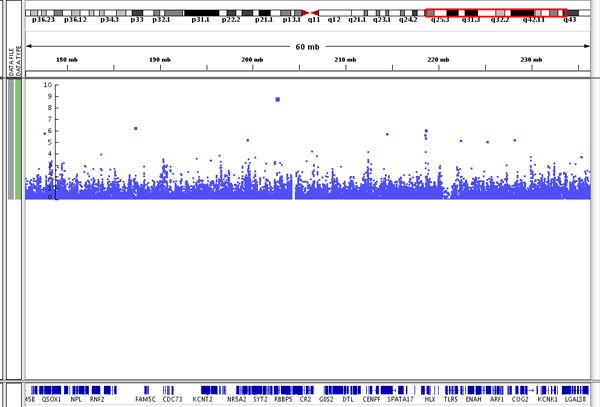 p36.23 p36.12 p34.3 p33 p31.1 p22.2 p21.1 p13.1 q11 q12 q21.1 q23.1 q24.2 q25.3 q31.3 q32.2 q42.11 q43
60 mb
180 mb 190 mb 200 mb 210 mb 220 mb 230 mb
DATA FILE
DATA TYPE
10
9
8
7
6
5
4
3
2
1
0
QSOX1 NPL RNF2 FAM5C CDC73 KCNT2 NR5A2 SYT2 RBBP5 CR2 G0S2 DTL CENPF SPATA17 HLX TLR5 ENAH ARF1 COG2 KCNK1 LGALS8